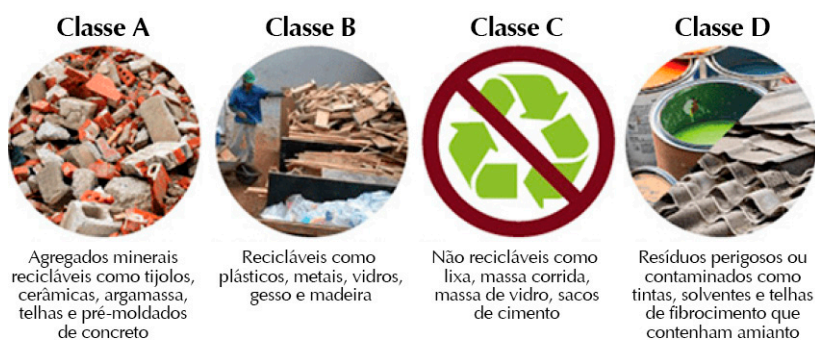 Classe A
Agregados minerais
recicláveis como tijolos,
cerâmicas, argamassa,
telhas e pré-moldados
de concreto
Classe B
Recicláveis como
plásticos, metais, vidros,
gesso e madeira
Classe C
Não recicláveis como
lixa, massa corrida,
massa de vidro, sacos
de cimento
Classe D
Resíduos perigosos ou
contaminados como
tintas, solventes e telhas
de fibrocimento que
contenham amianto